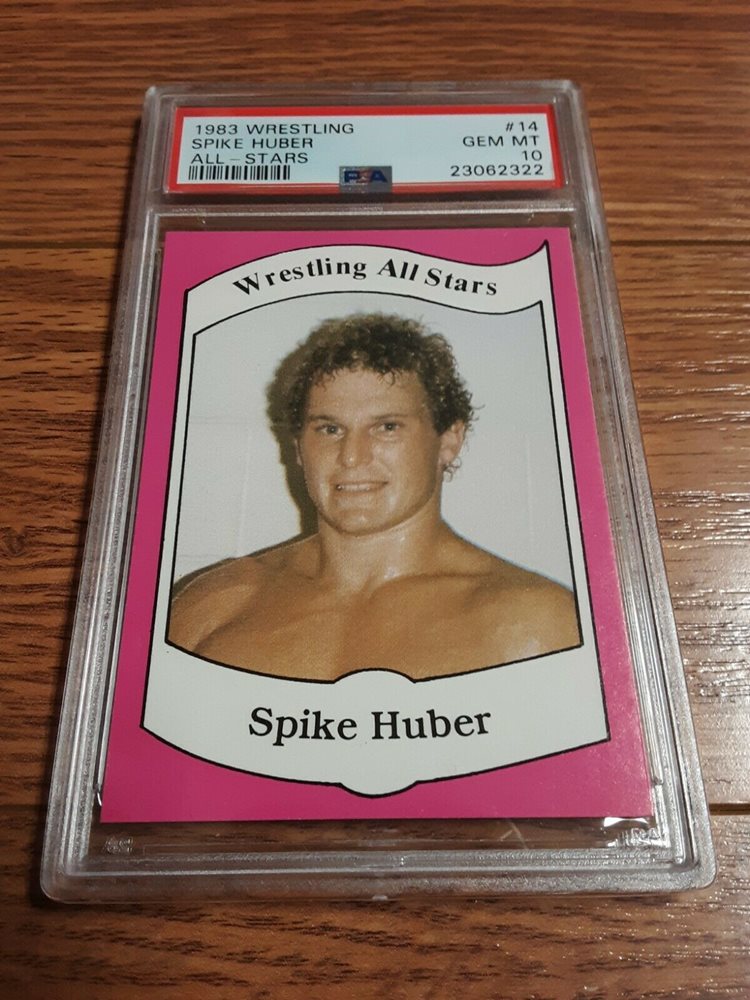 1983 WRESTLING #14
SPIKE HUBER GEM MT
ALL-STARS 10
PSA 23062322
Wrestling All Stars
Spike Huber